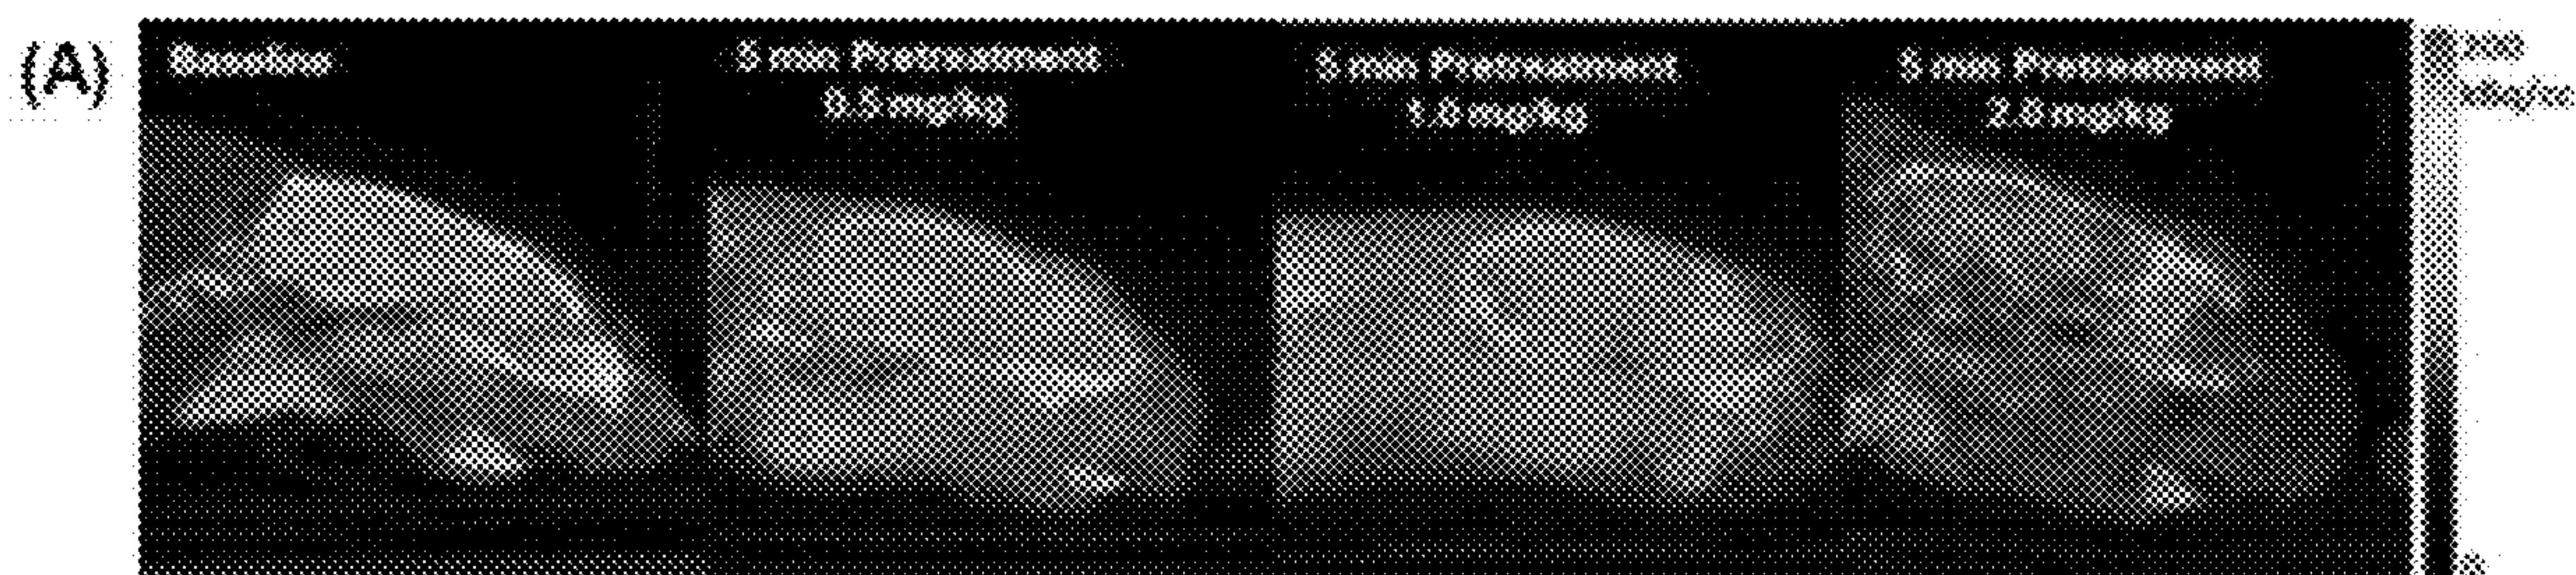 (A)
Baseline
5 min Pretreatment
0.5 mg/kg
5 min Pretreatment
1.0 mg/kg
5 min Pretreatment
2.0 mg/kg